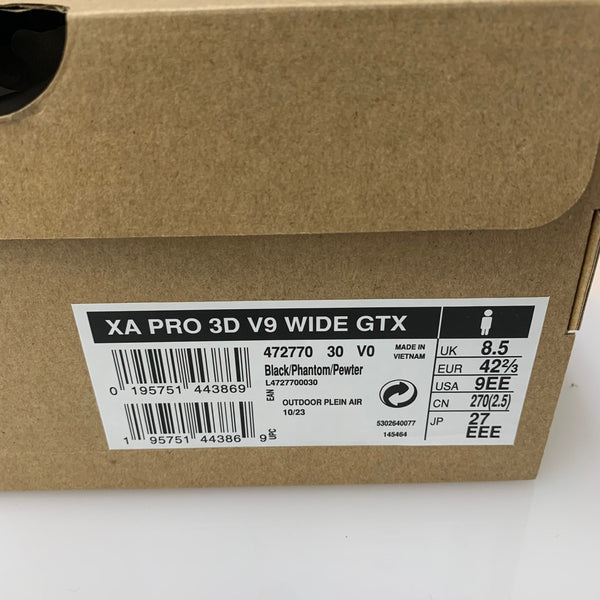 XA PRO 3D V9 WIDE GTX
472770 30 V0
MADE IN
VIETNAM
Black/Phantom/Pewter
L4727700030
0 195751 443869
EAN
OUTDOOR PLEIN AIR
10/23
1 95751 44386 9
UPC
5302640077
145464
UK 8.5
EUR 42⅔
USA 9EE
CN 270(2.5)
JP 27
EEE